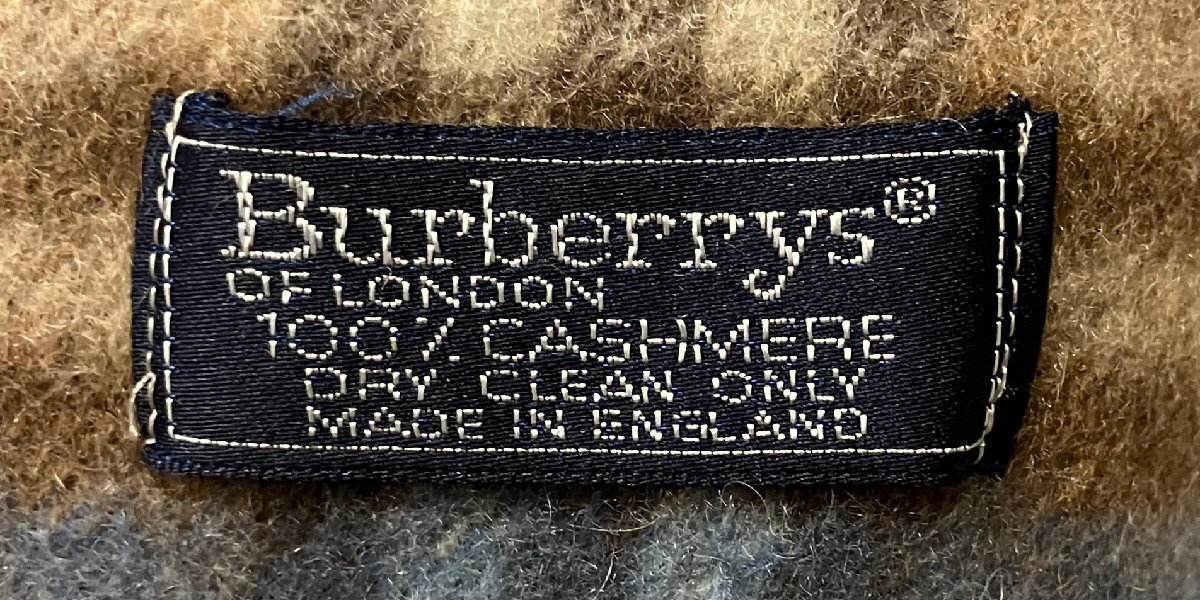 Burberrys®
OF LONDON
100% CASHMERE
DRY CLEAN ONLY
MADE IN ENGLAND